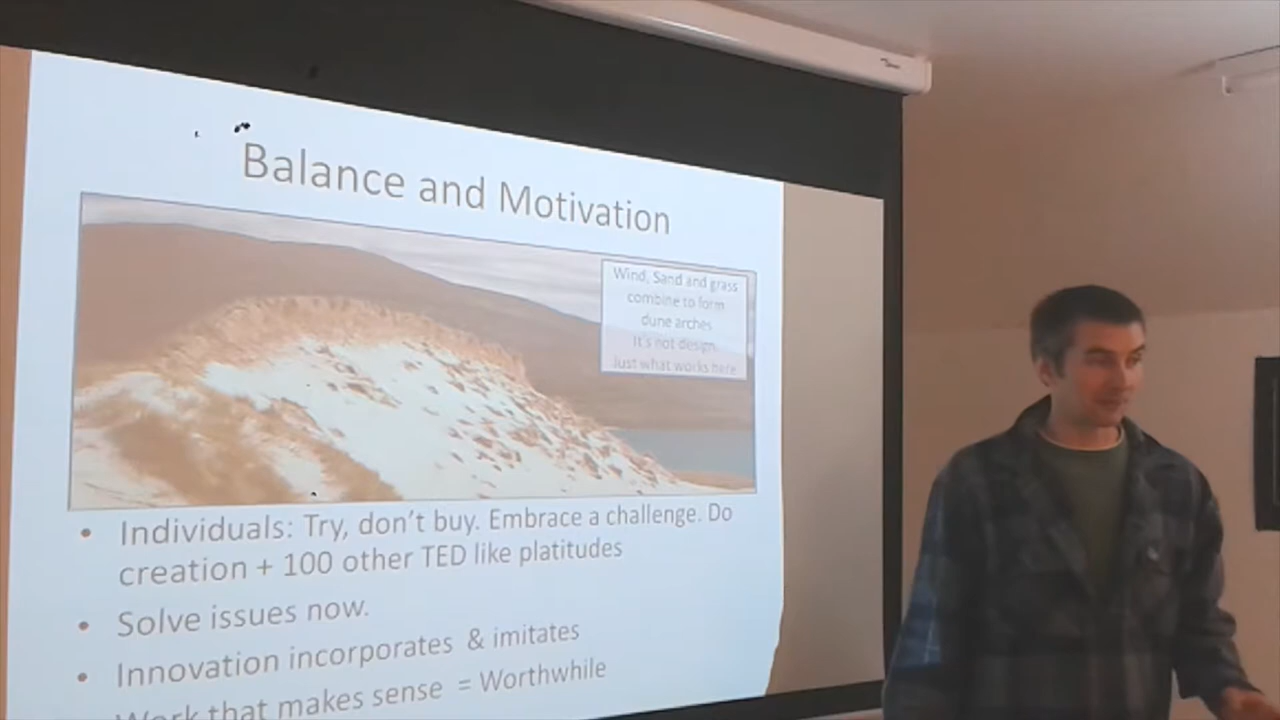 Balance and Motivation
Wind, Sand and grass
combine to form
dune arches
It's not design.
Just what works here
• Individuals: Try, don't buy. Embrace a challenge. Do
creation + 100 other TED like platitudes
• Solve issues now.
• Innovation incorporates & imitates
Work that makes sense = Worthwhile